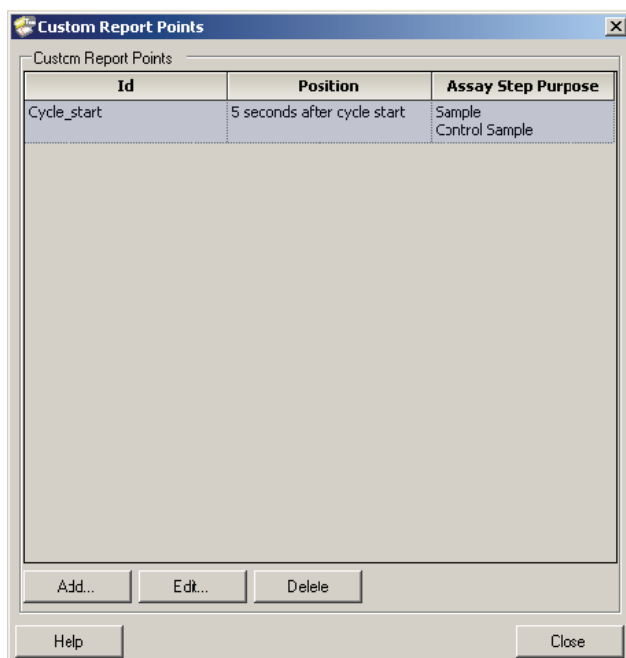 Custom Report Points
Custom Report Points
Id Position Assay Step Purpose
Cycle_start 5 seconds after cycle start Sample
Control Sample
Add... Edit... Delete
Help Close